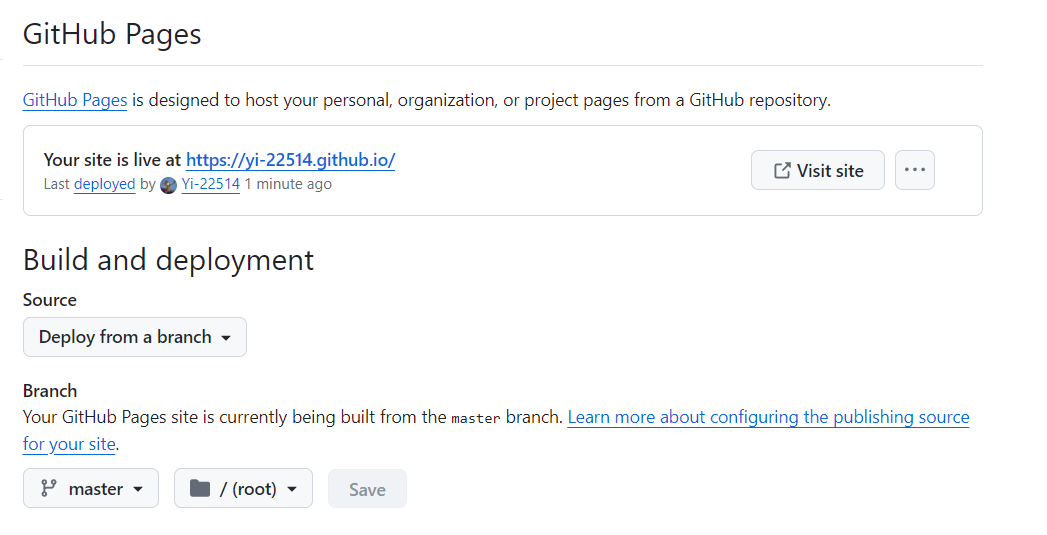 GitHub Pages
GitHub Pages is designed to host your personal, organization, or project pages from a GitHub repository.
Your site is live at https://yi-22514.github.io/
Last deployed by Yi-22514 1 minute ago
Visit site
Build and deployment
Source
Deploy from a branch
Branch
Your GitHub Pages site is currently being built from the master branch. Learn more about configuring the publishing source
for your site.
master
/ (root)
Save